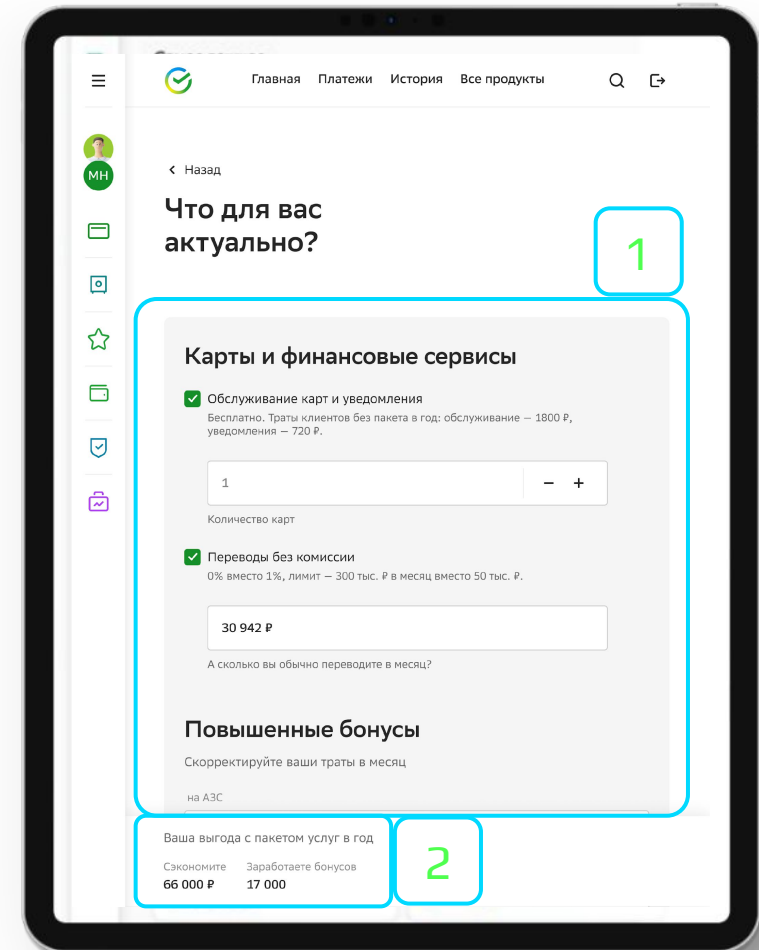 Главная Платежи История Все продукты
МН
Назад
Что для вас
актуально?
1
Карты и финансовые сервисы
Обслуживание карт и уведомления
Бесплатно. Траты клиентов без пакета в год: обслуживание — 1800 ₽,
уведомления — 720 ₽.
1
Количество карт
Переводы без комиссии
0% вместо 1%, лимит — 300 тыс. ₽ в месяц вместо 50 тыс. ₽.
30 942 ₽
А сколько вы обычно переводите в месяц?
Повышенные бонусы
Скорректируйте ваши траты в месяц
на АЗС
Ваша выгода с пакетом услуг в год
Сэкономите Заработаете бонусов
66 000 ₽ 17 000
2